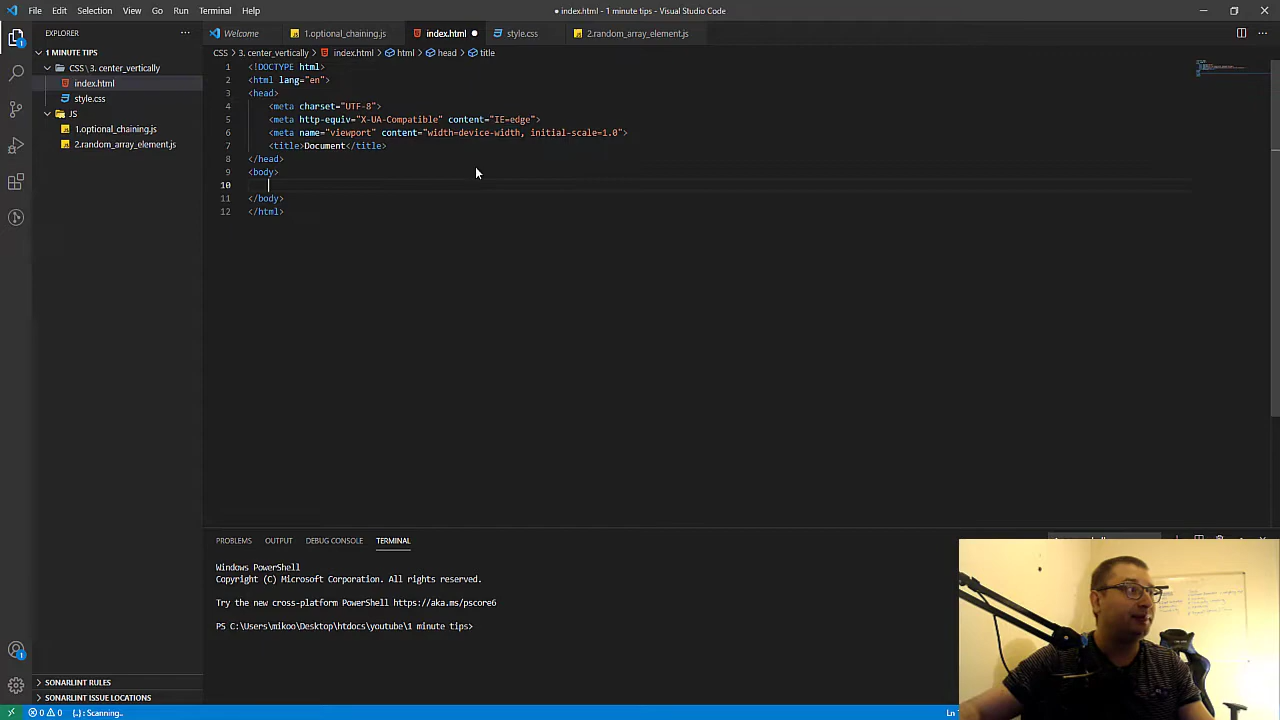 File Edit Selection View Go Run Terminal Help
● index.html - 1 minute tips - Visual Studio Code
EXPLORER
Welcome
1.optional_chaining.js
index.html
style.css
2.random_array_element.js
1 MINUTE TIPS
CSS \ 3. center_vertically
index.html
style.css
JS
1.optional_chaining.js
2.random_array_element.js
CSS > 3. center_vertically > index.html > html > head > title
1 <!DOCTYPE html>
2 <html lang="en">
3 <head>
4 <meta charset="UTF-8">
5 <meta http-equiv="X-UA-Compatible" content="IE=edge">
6 <meta name="viewport" content="width=device-width, initial-scale=1.0">
7 <title>Document</title>
8 </head>
9 <body>
10
11 </body>
12 </html>
PROBLEMS OUTPUT DEBUG CONSOLE TERMINAL
Windows PowerShell
Copyright (C) Microsoft Corporation. All rights reserved.
Try the new cross-platform PowerShell https://aka.ms/pscore6
PS C:\Users\mikoo\Desktop\htdocs\youtube\1 minute tips>
SONARLINT RULES
SONARLINT ISSUE LOCATIONS
1
0 0 {..} : Scanning..
Ln